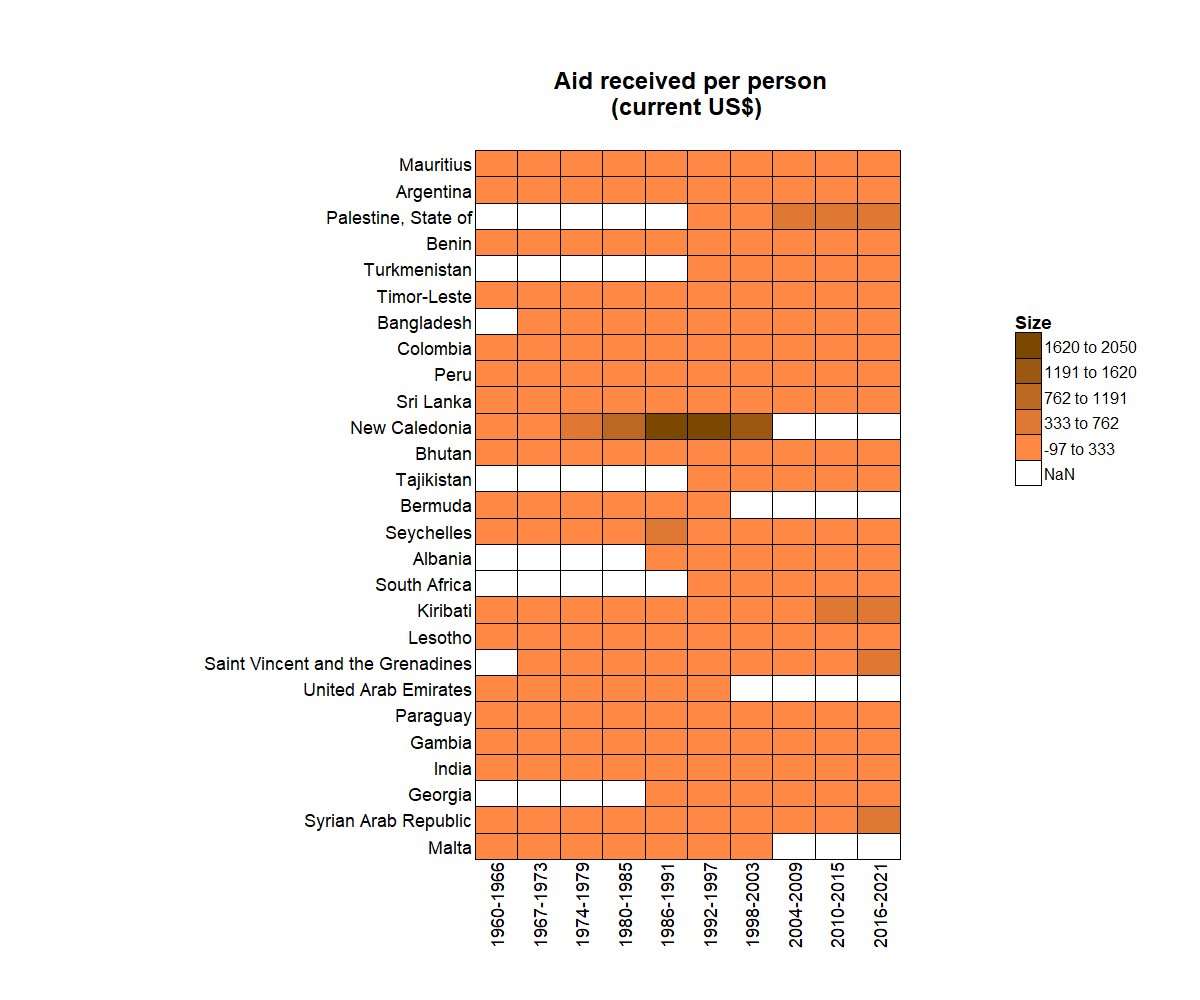 Aid received per person
(current US$)
Mauritius
Argentina
Palestine, State of
Benin
Turkmenistan
Timor-Leste
Bangladesh
Colombia
Peru
Sri Lanka
New Caledonia
Bhutan
Tajikistan
Bermuda
Seychelles
Albania
South Africa
Kiribati
Lesotho
Saint Vincent and the Grenadines
United Arab Emirates
Paraguay
Gambia
India
Georgia
Syrian Arab Republic
Malta
1960-1966
1967-1973
1974-1979
1980-1985
1986-1991
1992-1997
1998-2003
2004-2009
2010-2015
2016-2021
Size
1620 to 2050
1191 to 1620
762 to 1191
333 to 762
-97 to 333
NaN